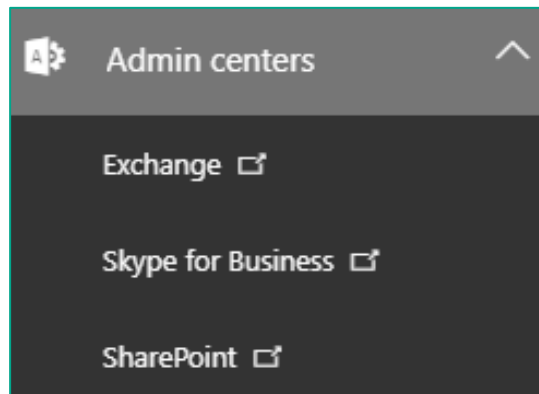 A
Admin centers
Exchange
Skype for Business
SharePoint